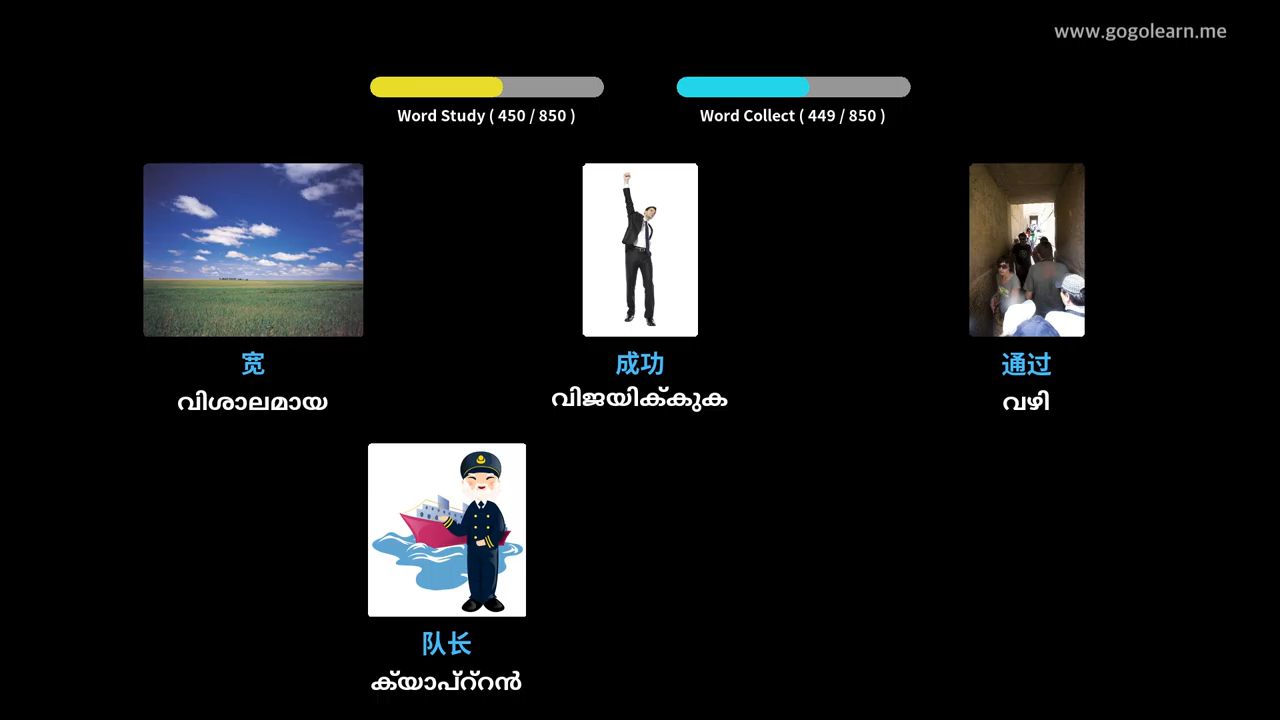 www.gogolearn.me
Word Study ( 450 / 850 )
Word Collect ( 449 / 850 )
宽
വിശാലമായ
成功
വിജയിക്കുക
通过
വഴി
队长
ക്യാപ്റ്റൻ